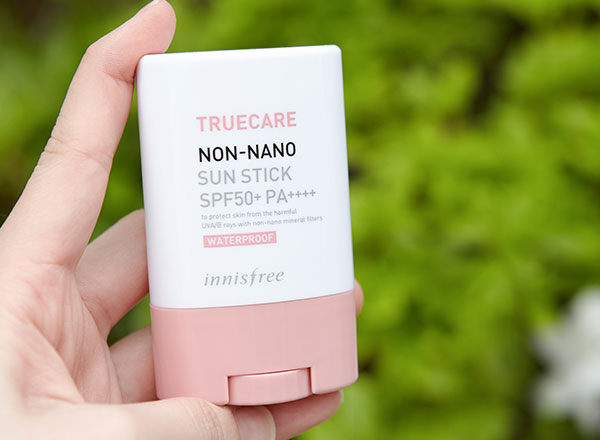 TRUECARE
NON-NANO
SUN STICK
SPF50+ PA++++
to protect skin from the harmful
UVA/B rays with non-nano mineral filters
WATERPROOF
innisfree